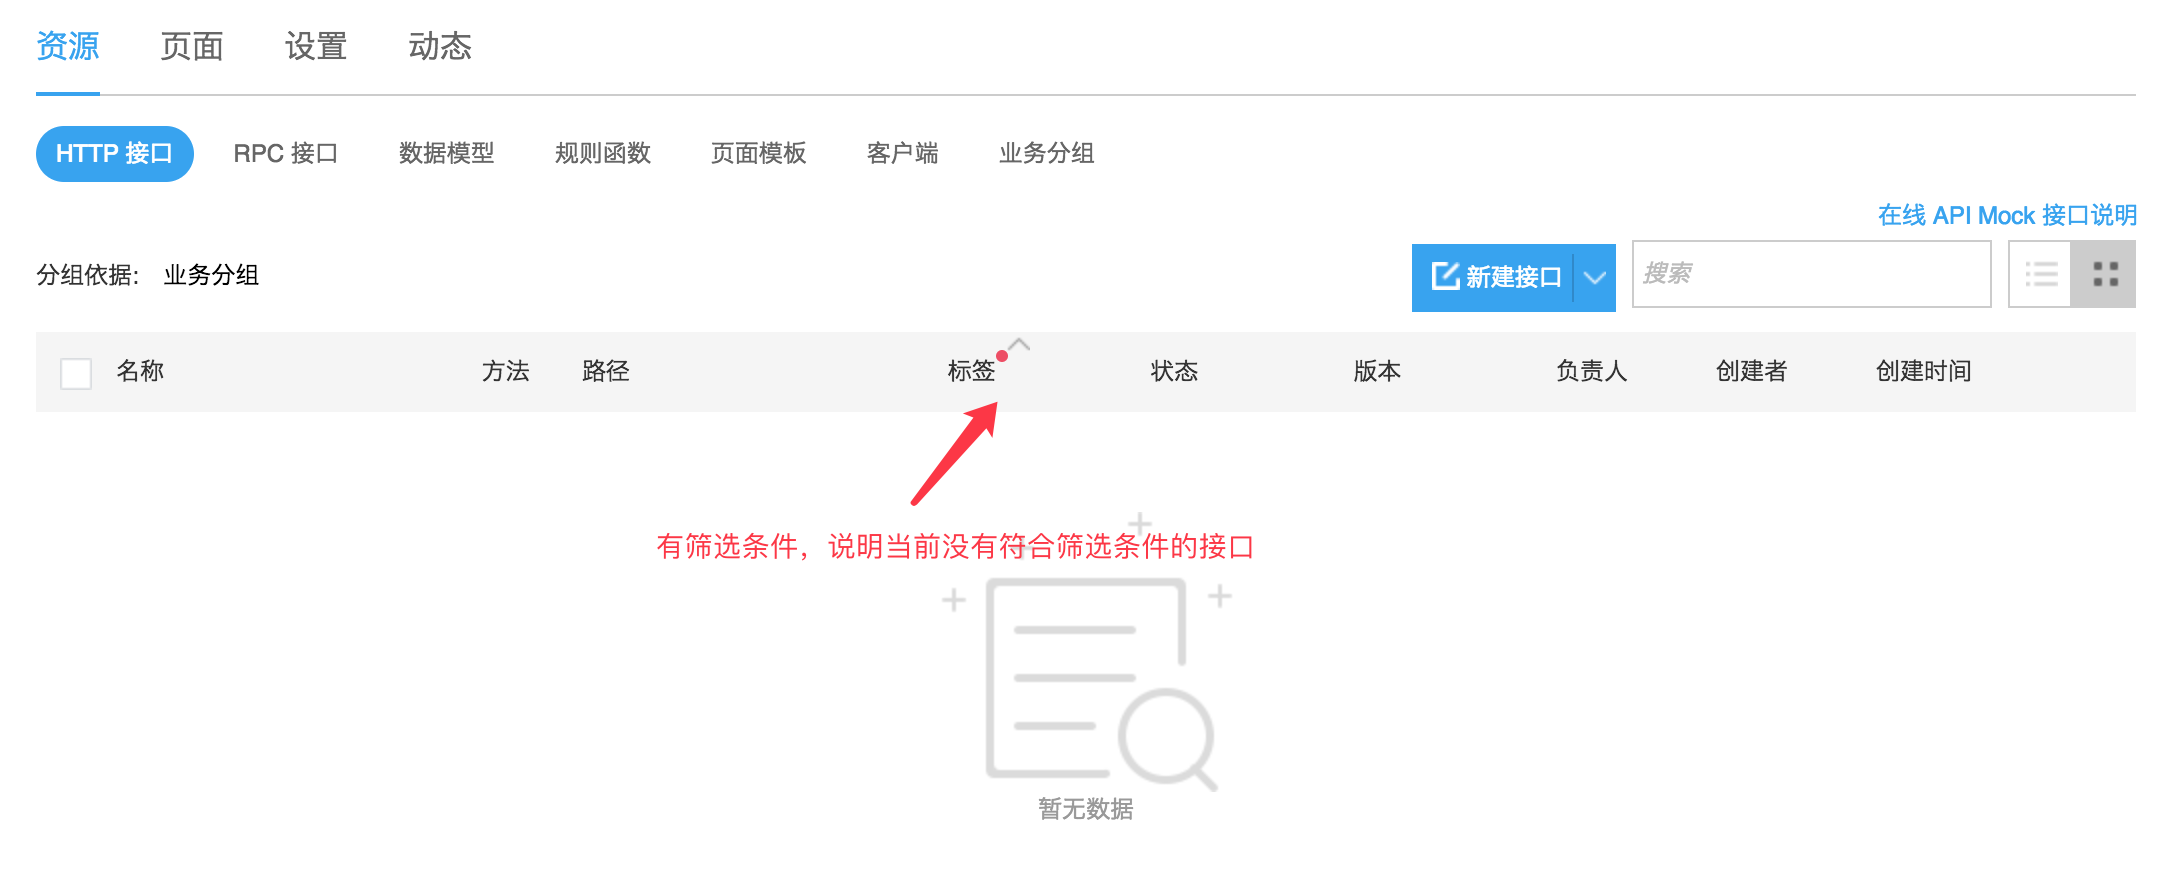 资源 页面 设置 动态
HTTP 接口 RPC 接口 数据模型 规则函数 页面模板 客户端 业务分组
在线 API Mock 接口说明
分组依据: 业务分组 新建接口 搜索
名称 方法 路径 标签 状态 版本 负责人 创建者 创建时间
有筛选条件，说明当前没有符合筛选条件的接口
暂无数据